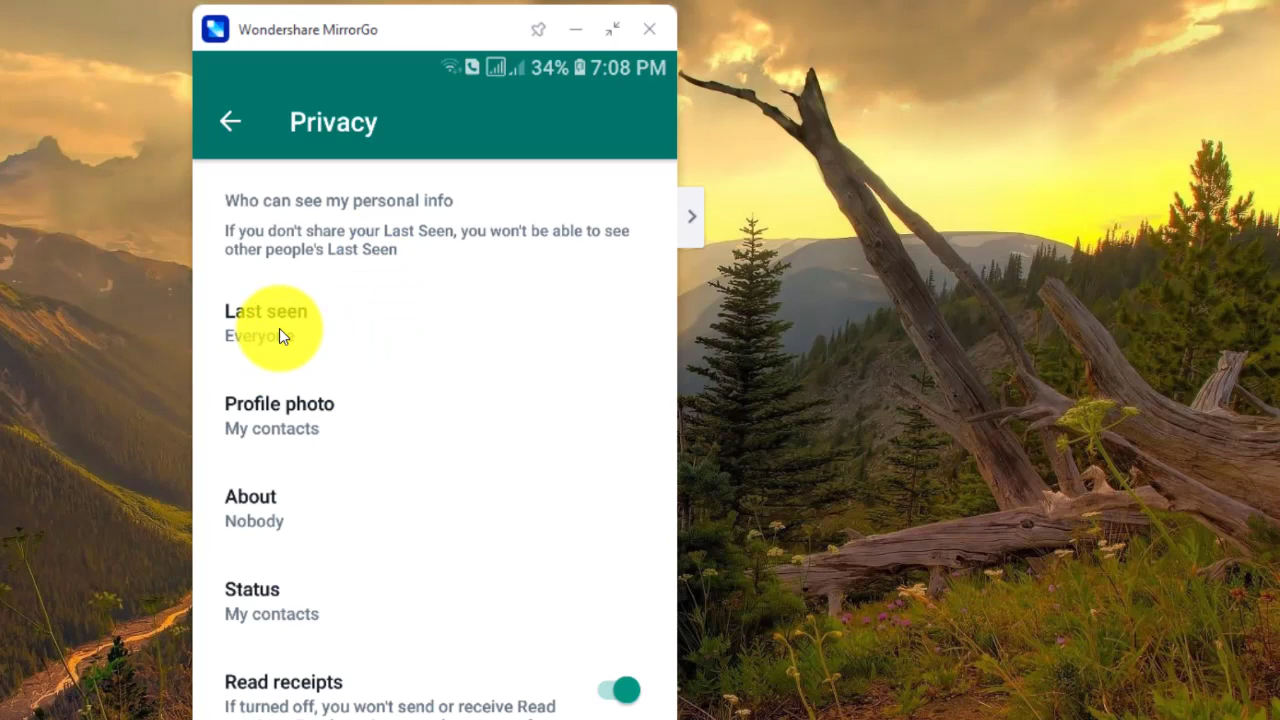 Wondershare MirrorGo
34% 7:08 PM
Privacy
Who can see my personal info
If you don't share your Last Seen, you won't be able to see
other people's Last Seen
Last seen
Everyone
Profile photo
My contacts
About
Nobody
Status
My contacts
Read receipts
If turned off, you won't send or receive Read